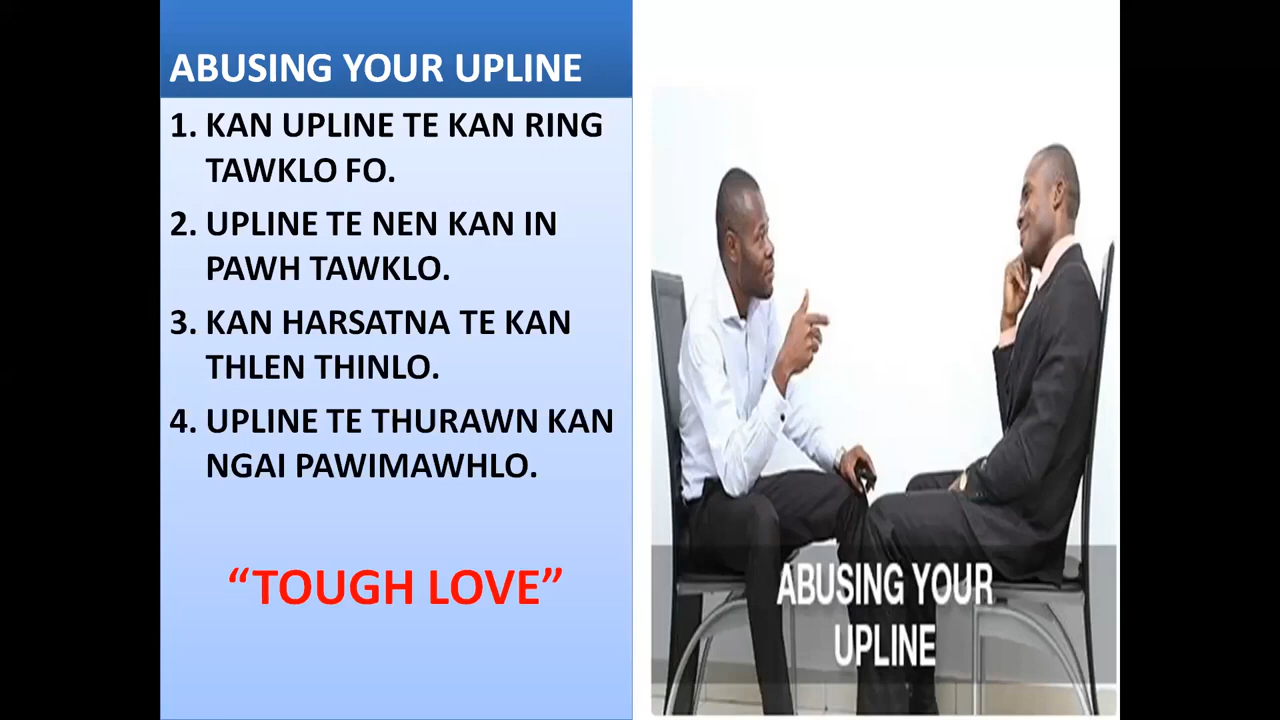 ABUSING YOUR UPLINE
1. KAN UPLINE TE KAN RING
TAWKLO FO.
2. UPLINE TE NEN KAN IN
PAWH TAWKLO.
3. KAN HARSATNA TE KAN
THLEN THINLO.
4. UPLINE TE THURAWN KAN
NGAI PAWIMAWHLO.
“TOUGH LOVE”
ABUSING YOUR
UPLINE